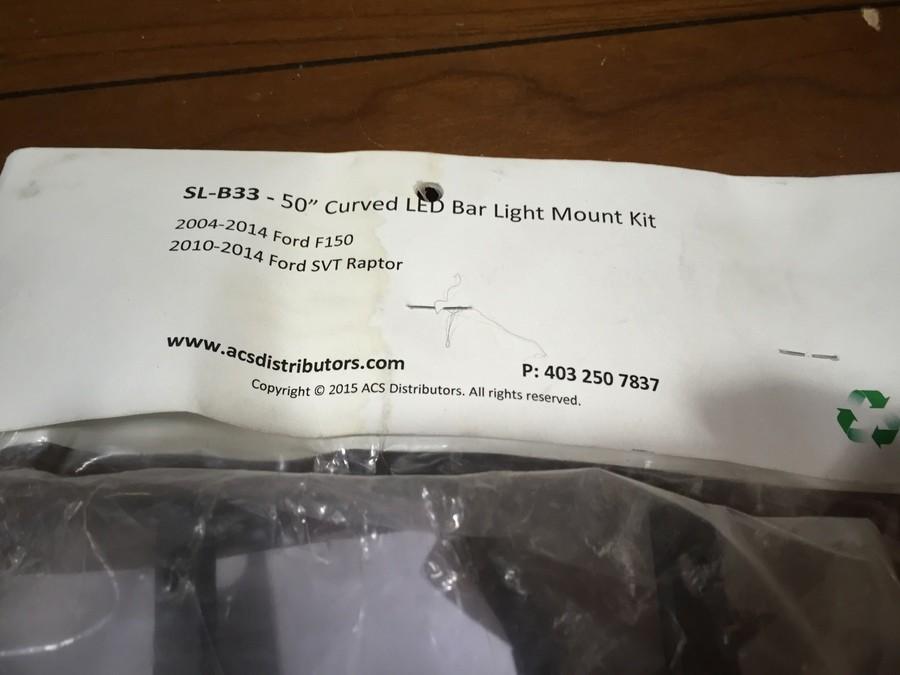 SL-B33 - 50” Curved LED Bar Light Mount Kit
2004-2014 Ford F150
2010-2014 Ford SVT Raptor
www.acsdistributors.com
P: 403 250 7837
Copyright © 2015 ACS Distributors. All rights reserved.